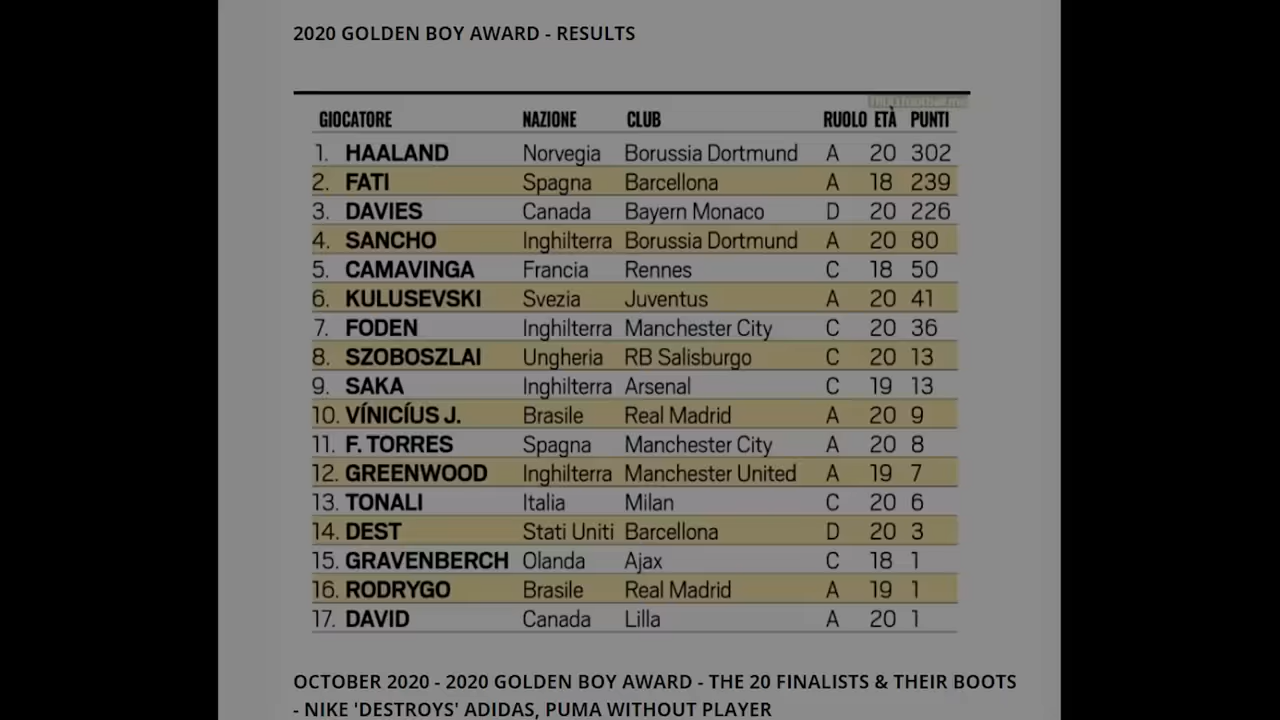 2020 GOLDEN BOY AWARD - RESULTS
GIOCATORE NAZIONE CLUB RUOLO ETÀ PUNTI
1. HAALAND Norvegia Borussia Dortmund A 20 302
2. FATI Spagna Barcellona A 18 239
3. DAVIES Canada Bayern Monaco D 20 226
4. SANCHO Inghilterra Borussia Dortmund A 20 80
5. CAMAVINGA Francia Rennes C 18 50
6. KULUSEVSKI Svezia Juventus A 20 41
7. FODEN Inghilterra Manchester City C 20 36
8. SZOBOSZLAI Ungheria RB Salisburgo C 20 13
9. SAKA Inghilterra Arsenal C 19 13
10. VÍNICÍUS J. Brasile Real Madrid A 20 9
11. F. TORRES Spagna Manchester City A 20 8
12. GREENWOOD Inghilterra Manchester United A 19 7
13. TONALI Italia Milan C 20 6
14. DEST Stati Uniti Barcellona D 20 3
15. GRAVENBERCH Olanda Ajax C 18 1
16. RODRYGO Brasile Real Madrid A 19 1
17. DAVID Canada Lilla A 20 1
OCTOBER 2020 - 2020 GOLDEN BOY AWARD - THE 20 FINALISTS & THEIR BOOTS
- NIKE 'DESTROYS' ADIDAS, PUMA WITHOUT PLAYER